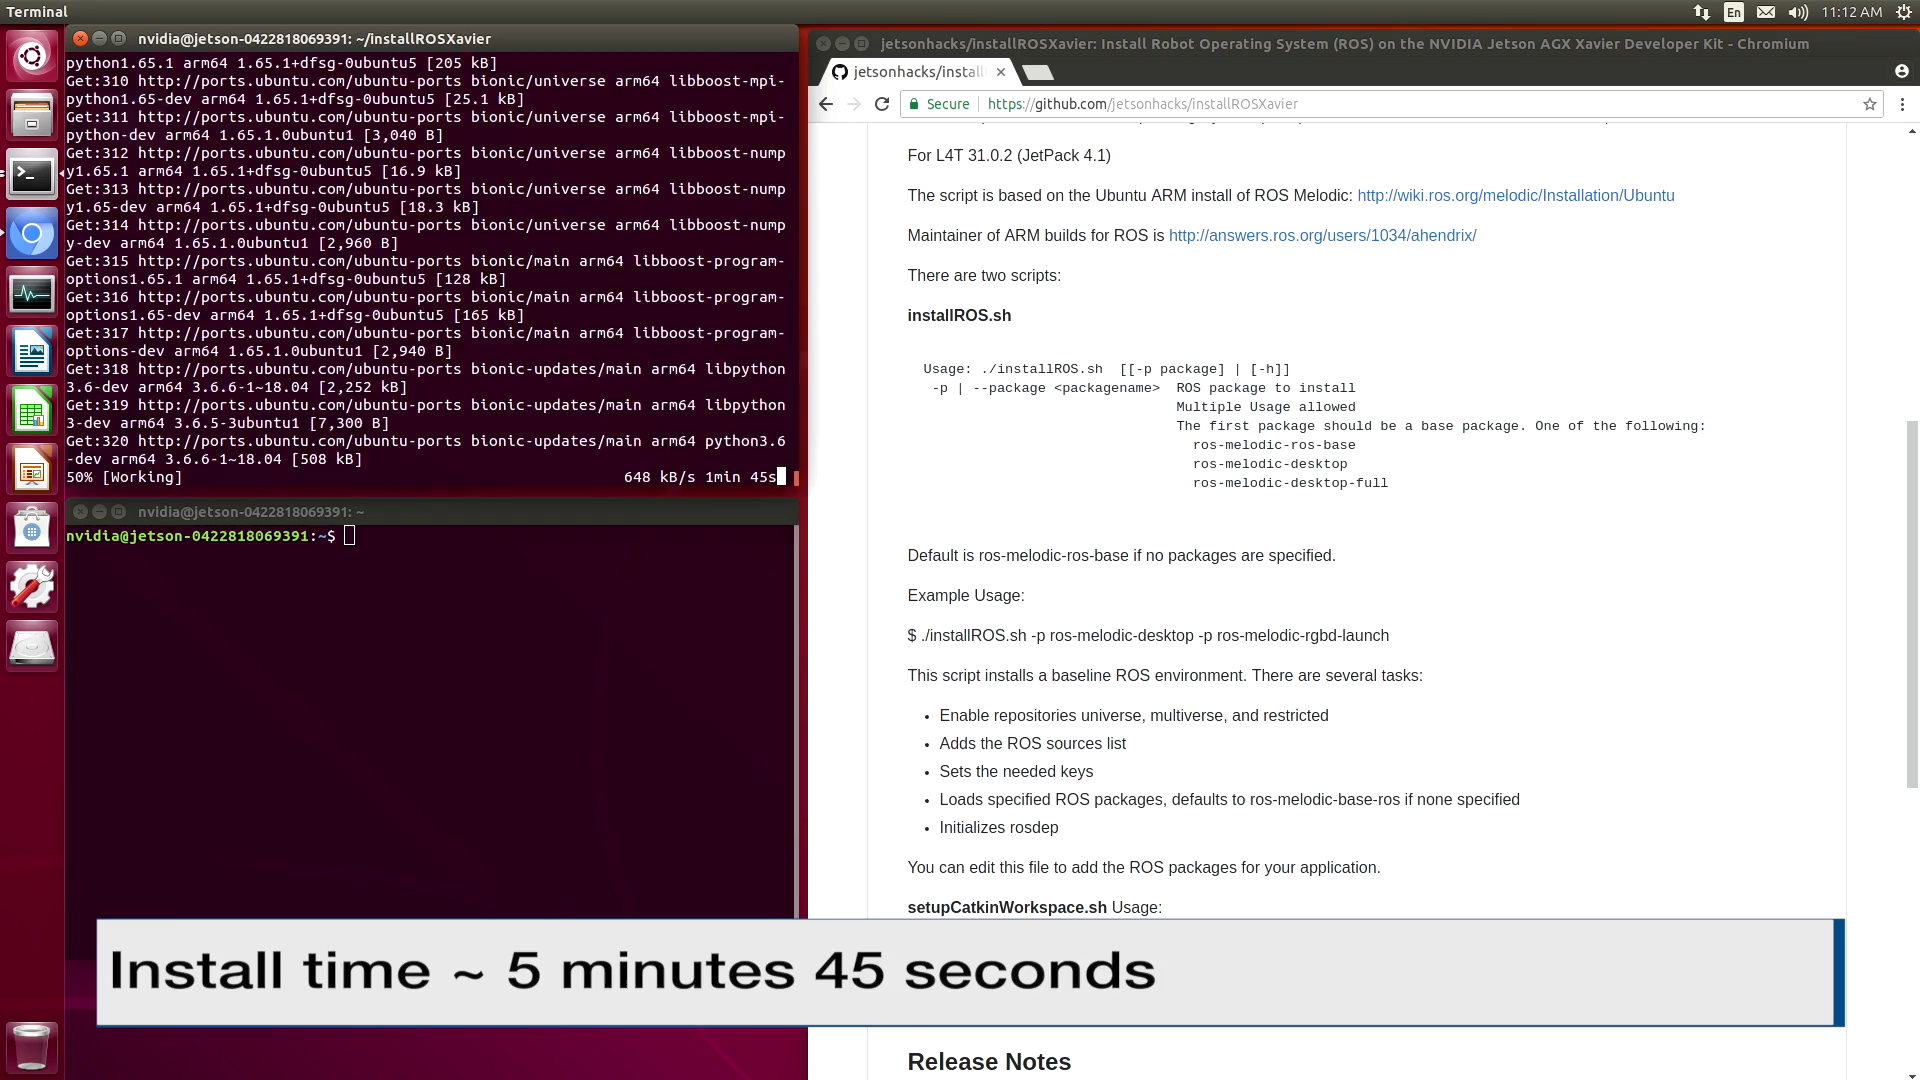 Terminal
En
11:12 AM
nvidia@jetson-0422818069391: ~/installROSXavier
python1.65.1 arm64 1.65.1+dfsg-0ubuntu5 [205 kB]
Get:310 http://ports.ubuntu.com/ubuntu-ports bionic/universe arm64 libboost-mpi-
python1.65-dev arm64 1.65.1+dfsg-0ubuntu5 [25.1 kB]
Get:311 http://ports.ubuntu.com/ubuntu-ports bionic/universe arm64 libboost-mpi-
python-dev arm64 1.65.1.0ubuntu1 [3,040 B]
Get:312 http://ports.ubuntu.com/ubuntu-ports bionic/universe arm64 libboost-nump
y1.65.1 arm64 1.65.1+dfsg-0ubuntu5 [16.9 kB]
Get:313 http://ports.ubuntu.com/ubuntu-ports bionic/universe arm64 libboost-nump
y1.65-dev arm64 1.65.1+dfsg-0ubuntu5 [18.3 kB]
Get:314 http://ports.ubuntu.com/ubuntu-ports bionic/universe arm64 libboost-nump
y-dev arm64 1.65.1.0ubuntu1 [2,960 B]
Get:315 http://ports.ubuntu.com/ubuntu-ports bionic/main arm64 libboost-program-
options1.65.1 arm64 1.65.1+dfsg-0ubuntu5 [128 kB]
Get:316 http://ports.ubuntu.com/ubuntu-ports bionic/main arm64 libboost-program-
options1.65-dev arm64 1.65.1+dfsg-0ubuntu5 [165 kB]
Get:317 http://ports.ubuntu.com/ubuntu-ports bionic/main arm64 libboost-program-
options-dev arm64 1.65.1.0ubuntu1 [2,940 B]
Get:318 http://ports.ubuntu.com/ubuntu-ports bionic-updates/main arm64 libpython
3.6-dev arm64 3.6.6-1~18.04 [2,252 kB]
Get:319 http://ports.ubuntu.com/ubuntu-ports bionic-updates/main arm64 libpython
3-dev arm64 3.6.5-3ubuntu1 [7,300 B]
Get:320 http://ports.ubuntu.com/ubuntu-ports bionic-updates/main arm64 python3.6
-dev arm64 3.6.6-1~18.04 [508 kB]
50% [Working] 648 kB/s 1min 45s
nvidia@jetson-0422818069391: ~
nvidia@jetson-0422818069391:~$
jetsonhacks/installROSXavier: Install Robot Operating System (ROS) on the NVIDIA Jetson AGX Xavier Developer Kit - Chromium
jetsonhacks/install
Secure https://github.com/jetsonhacks/installROSXavier
For L4T 31.0.2 (JetPack 4.1)
The script is based on the Ubuntu ARM install of ROS Melodic: http://wiki.ros.org/melodic/Installation/Ubuntu
Maintainer of ARM builds for ROS is http://answers.ros.org/users/1034/ahendrix/
There are two scripts:
installROS.sh
Usage: ./installROS.sh [[-p package] | [-h]]
-p | --package <packagename> ROS package to install
Multiple Usage allowed
The first package should be a base package. One of the following:
ros-melodic-ros-base
ros-melodic-desktop
ros-melodic-desktop-full
Default is ros-melodic-ros-base if no packages are specified.
Example Usage:
$ ./installROS.sh -p ros-melodic-desktop -p ros-melodic-rgbd-launch
This script installs a baseline ROS environment. There are several tasks:
• Enable repositories universe, multiverse, and restricted
• Adds the ROS sources list
• Sets the needed keys
• Loads specified ROS packages, defaults to ros-melodic-base-ros if none specified
• Initializes rosdep
You can edit this file to add the ROS packages for your application.
setupCatkinWorkspace.sh Usage:
Install time ~ 5 minutes 45 seconds
Release Notes